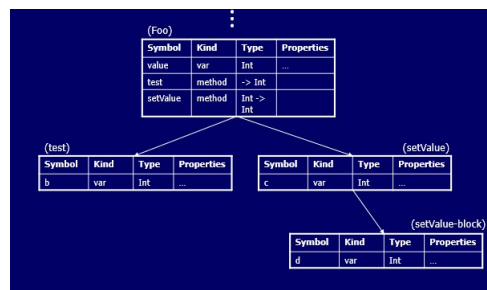 (Foo)
Symbol Kind Type Properties
value var Int ...
test method -> Int
setValue method Int ->
Int
(test)
Symbol Kind Type Properties
b var Int ...
(setValue)
Symbol Kind Type Properties
c var Int ...
(setValue-block)
Symbol Kind Type Properties
d var Int ...